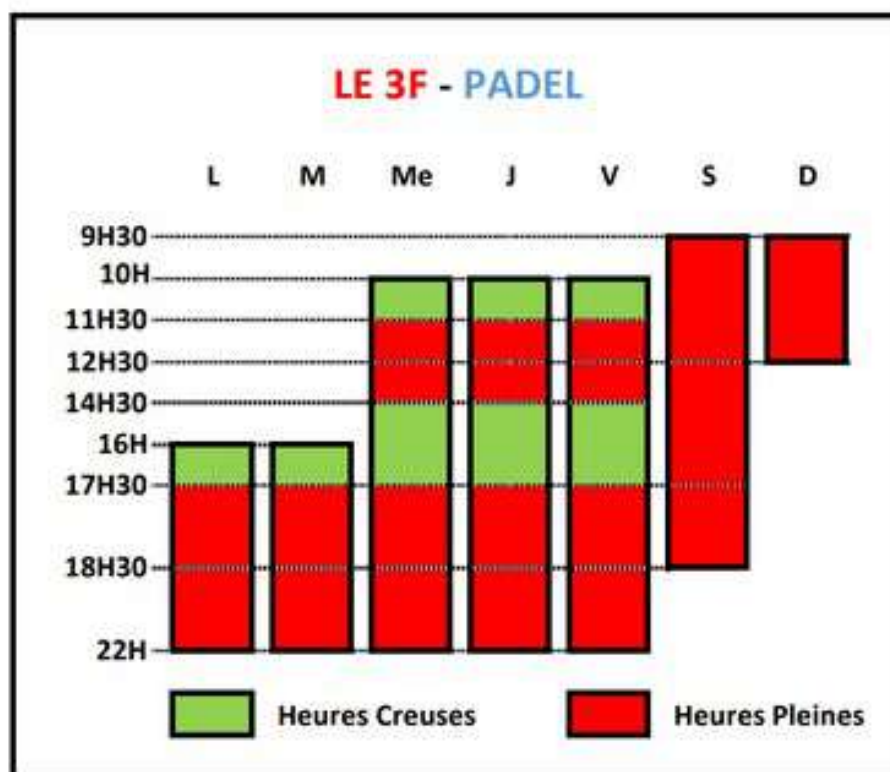 LE 3F - PADEL
L M Me J V S D
9H30
10H
11H30
12H30
14H30
16H
17H30
18H30
22H
Heures Creuses Heures Pleines